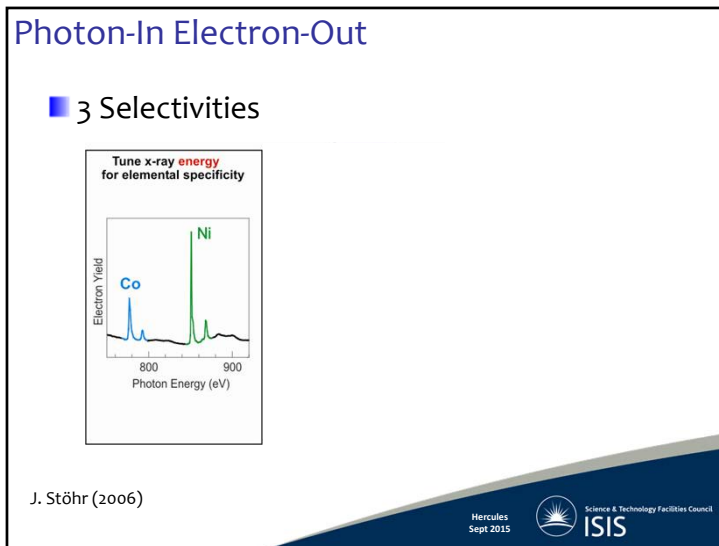 Photon-In Electron-Out
3 Selectivities
Tune x-ray energy
for elemental specificity
Ni
Co
Electron Yield
800 900
Photon Energy (eV)
J. Stöhr (2006)
Hercules
Sept 2015
Science & Technology Facilities Council
ISIS